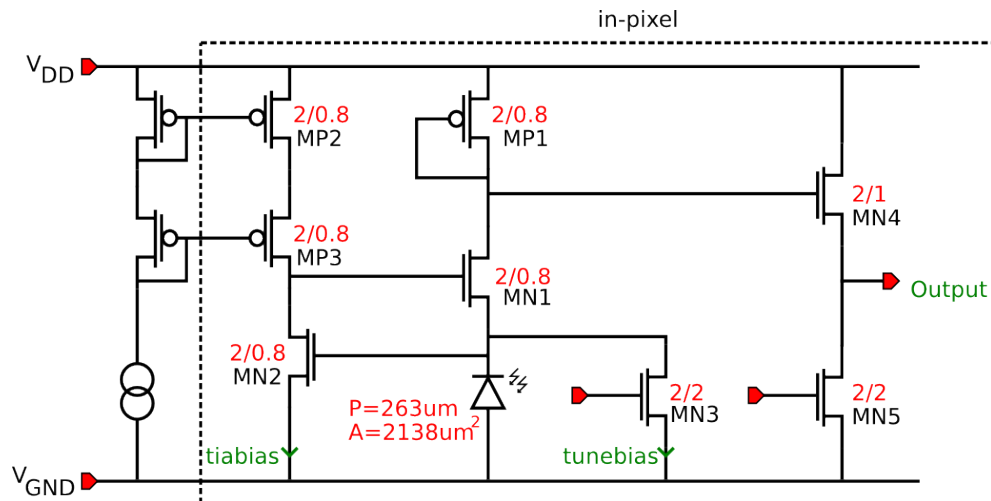 in-pixel
VDD
2/0.8
MP2
2/0.8
MP1
2/1
MN4
2/0.8
MP3
2/0.8
MN1
Output
2/0.8
MN2
P=263um
A=2138um²
2/2
MN3
2/2
MN5
tiabias
tunebias
VGND